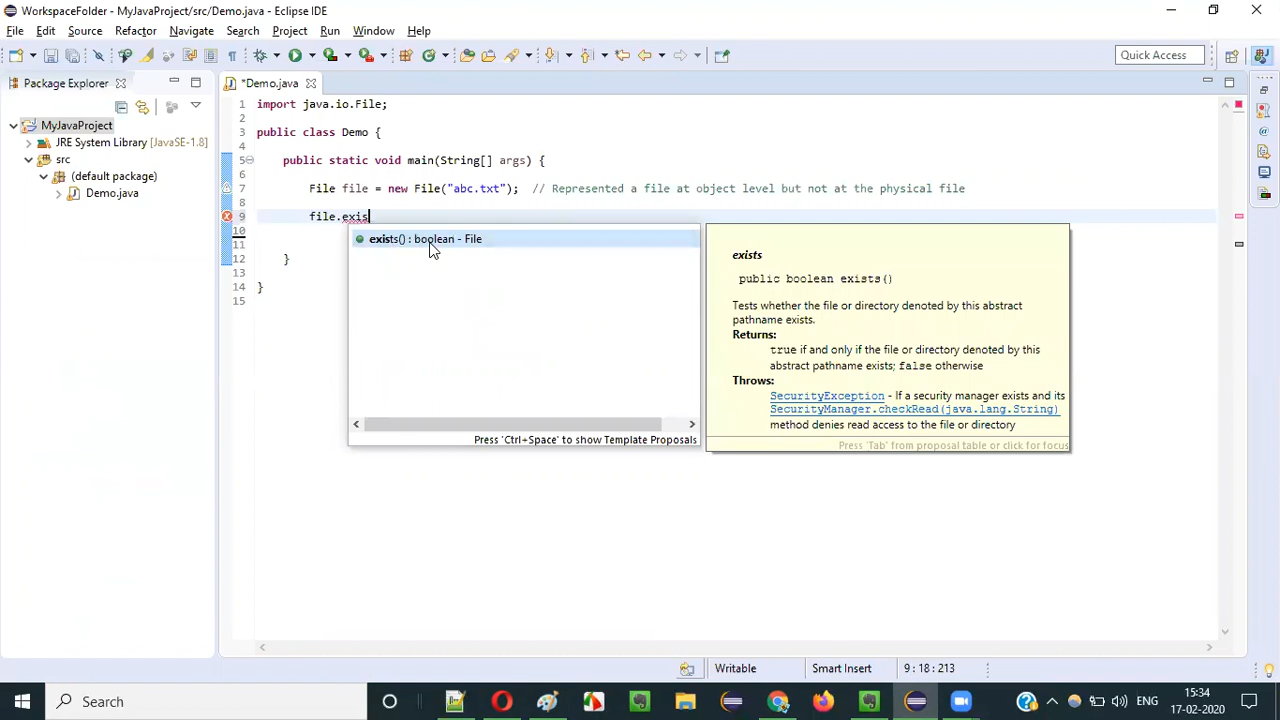 WorkspaceFolder - MyJavaProject/src/Demo.java - Eclipse IDE
File Edit Source Refactor Navigate Search Project Run Window Help
Quick Access
Package Explorer
MyJavaProject
JRE System Library [JavaSE-1.8]
src
(default package)
Demo.java
*Demo.java
1 import java.io.File;
2
3 public class Demo {
4
5 public static void main(String[] args) {
6
7 File file = new File("abc.txt"); // Represented a file at object level but not at the physical file
8
9 file.exis
10
11
12 }
13
14 }
15
exists() : boolean - File
Press 'Ctrl+Space' to show Template Proposals
exists
public boolean exists()
Tests whether the file or directory denoted by this abstract
pathname exists.
Returns:
true if and only if the file or directory denoted by this
abstract pathname exists; false otherwise
Throws:
SecurityException - If a security manager exists and its
SecurityManager.checkRead(java.lang.String)
method denies read access to the file or directory
Press 'Tab' from proposal table or click for focus
Writable Smart Insert 9 : 18 : 213
Search
ENG
15:34
17-02-2020